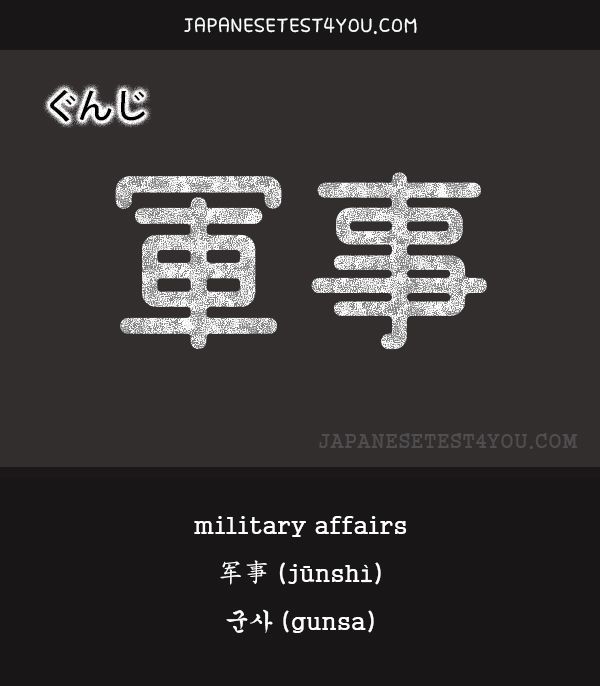 JAPANESETEST4YOU.COM
ぐんじ
軍事
JAPANESETEST4YOU.COM
military affairs
军事 (jūnshì)
군사 (gunsa)